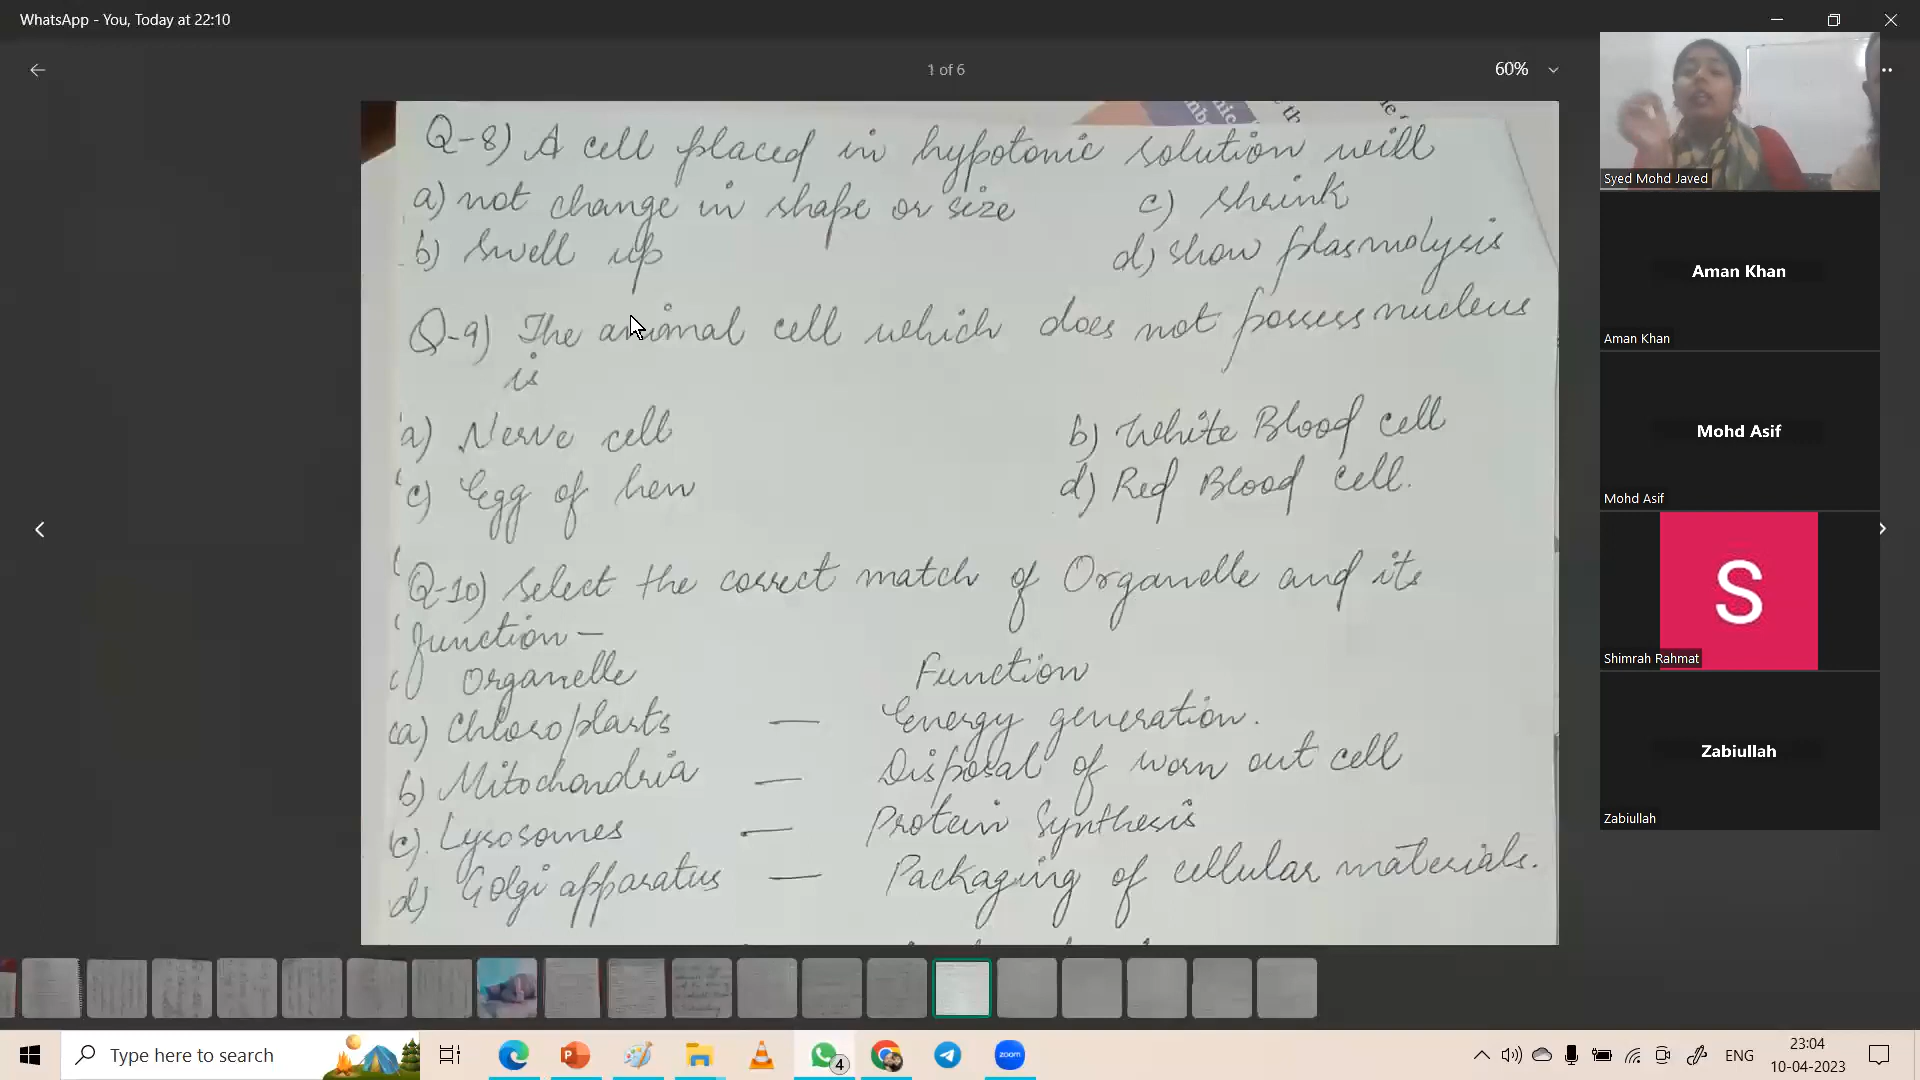 WhatsApp - You, Today at 22:10
1 of 6
60%
Q-8) A cell placed in hypotonic solution will
a) not change in shape or size c) shrink
b) Swell up d) show plasmolysis
Q-9) The animal cell which does not possess nucleus
is
a) Nerve cell b) White Blood cell
c) Egg of hen d) Red Blood cell.
Q-10) Select the correct match of Organelle and its
function —
Organelle Function
(a) Chloroplasts — Energy generation.
b) Mitochondria — Disposal of worn out cell
c). Lysosomes — Protein Synthesis
d) Golgi apparatus — Packaging of cellular materials.
Syed Mohd Javed
Aman Khan
Aman Khan
Mohd Asif
Mohd Asif
S
Shimrah Rahmat
Zabiullah
Zabiullah
Type here to search
4
zoom
ENG
23:04
10-04-2023